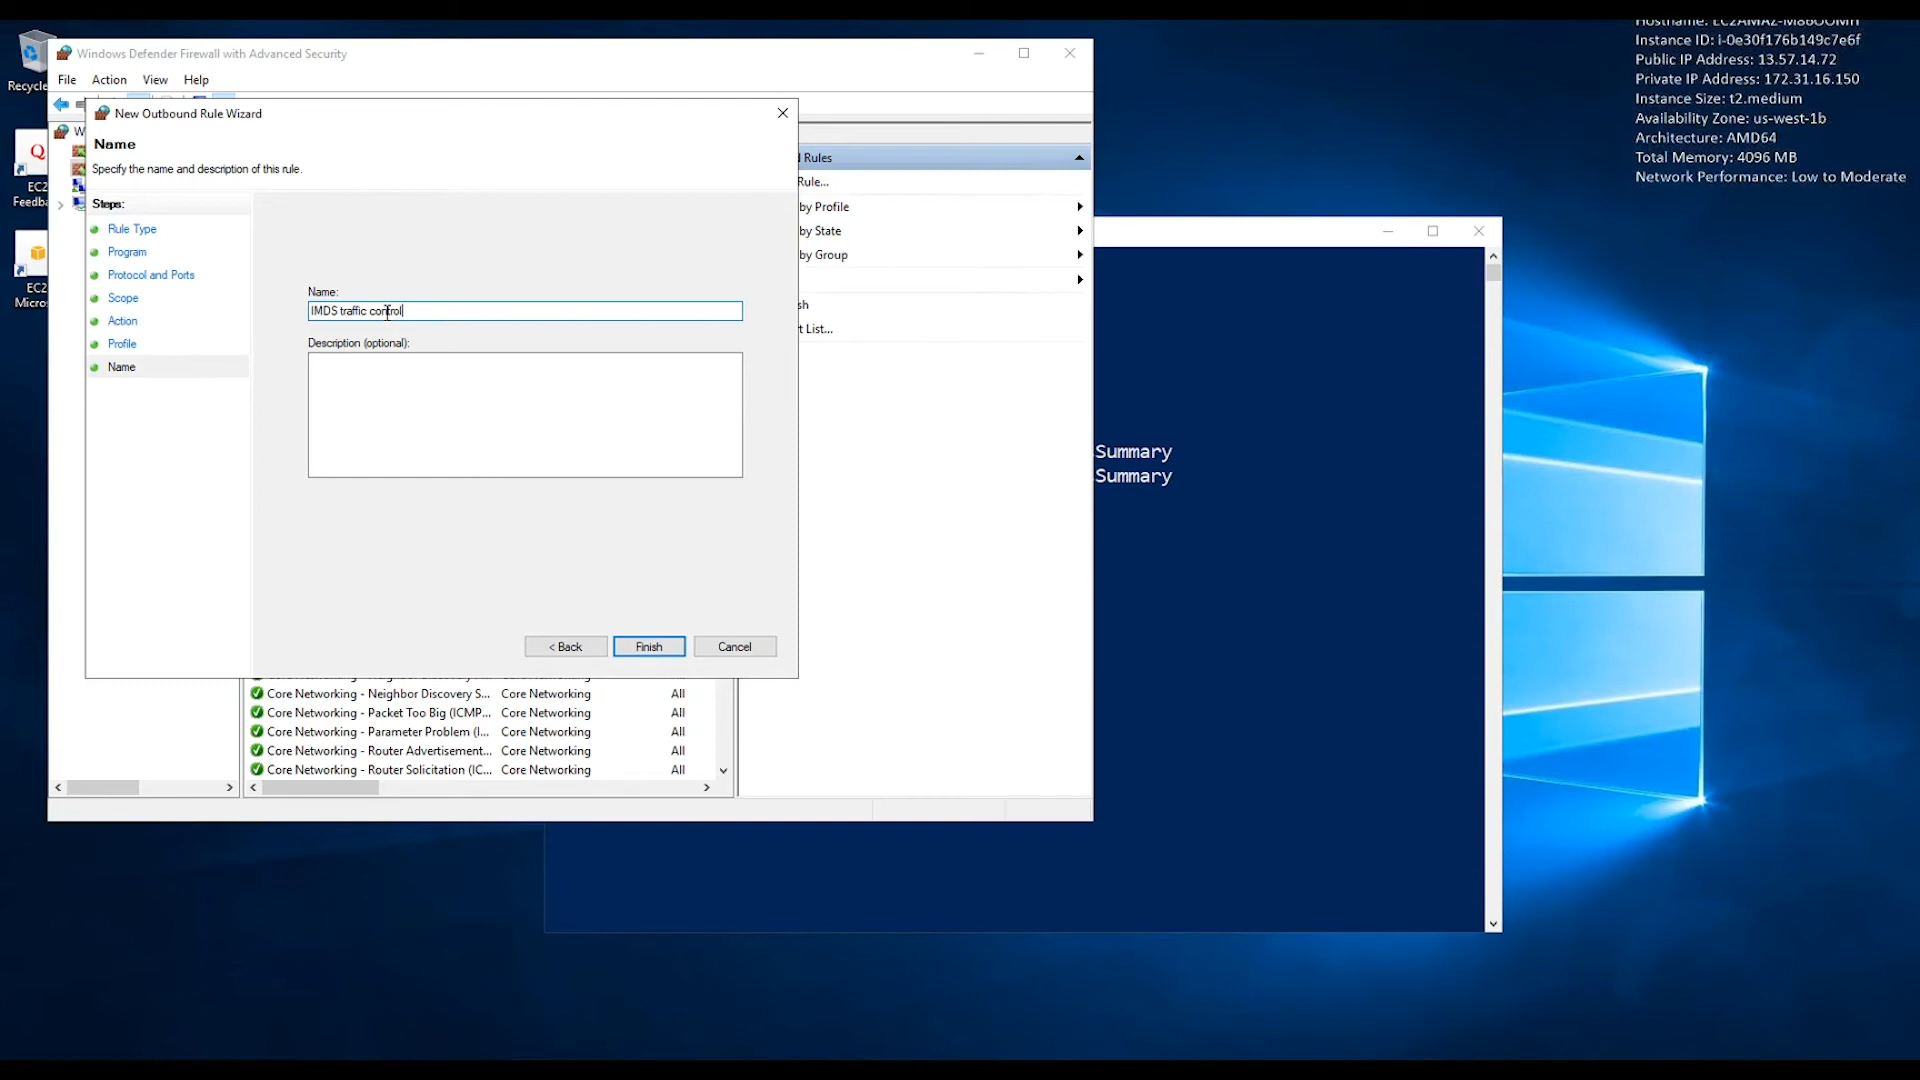 Hostname: EC2AMAZ-M86OOMH
Instance ID: i-0e30f176b149c7e6f
Public IP Address: 13.57.14.72
Private IP Address: 172.31.16.150
Instance Size: t2.medium
Availability Zone: us-west-1b
Architecture: AMD64
Total Memory: 4096 MB
Network Performance: Low to Moderate
Recycle
EC2
Feedba
EC2
Micros
Windows Defender Firewall with Advanced Security
File Action View Help
W
New Outbound Rule Wizard
Name
Specify the name and description of this rule.
Steps:
Rule Type
Program
Protocol and Ports
Scope
Action
Profile
Name
Name:
IMDS traffic control
Description (optional):
< Back Finish Cancel
d Rules
Rule...
by Profile
by State
by Group
sh
t List...
Summary
Summary
Core Networking - Neighbor Discovery S... Core Networking All
Core Networking - Packet Too Big (ICMP... Core Networking All
Core Networking - Parameter Problem (I... Core Networking All
Core Networking - Router Advertisement... Core Networking All
Core Networking - Router Solicitation (IC... Core Networking All